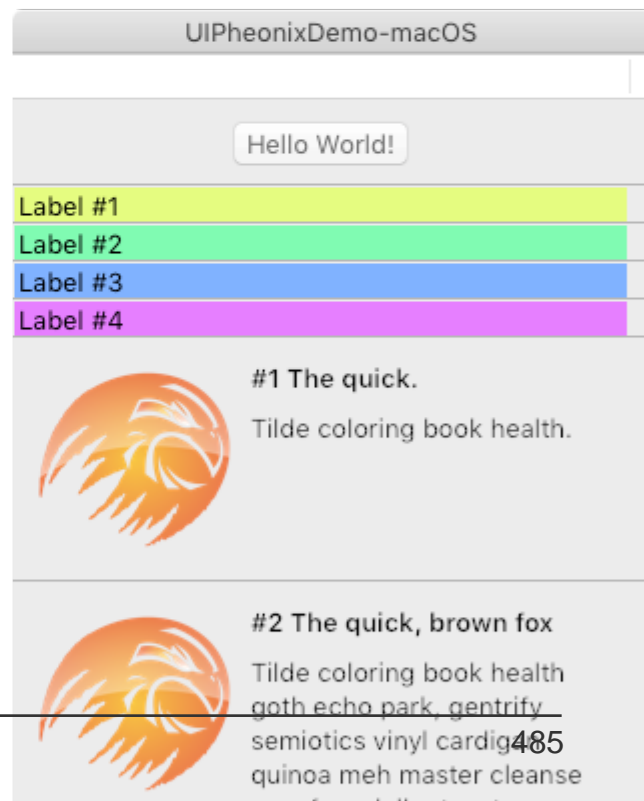 UIPheonixDemo-macOS
Hello World!
Label #1
Label #2
Label #3
Label #4
#1 The quick.
Tilde coloring book health.
#2 The quick, brown fox
Tilde coloring book health
goth echo park, gentrify
semiotics vinyl cardigan
485
quinoa meh master cleanse